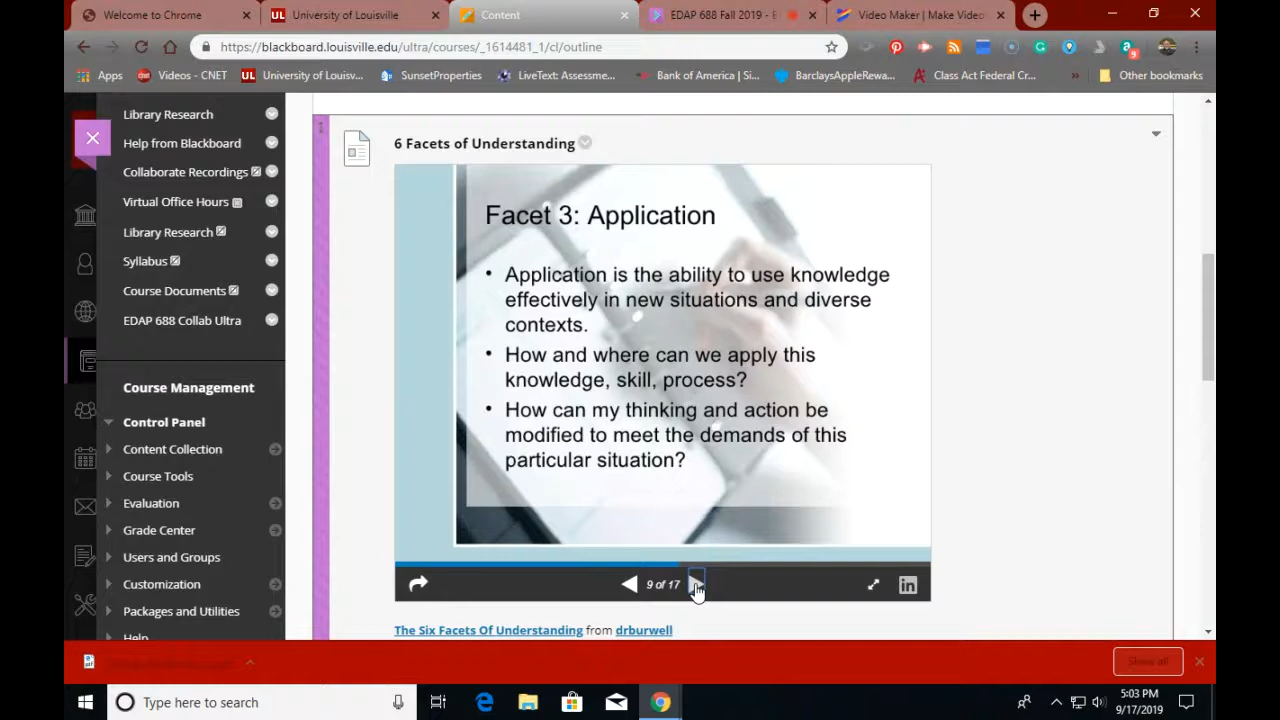 Welcome to Chrome
University of Louisville
Content
EDAP 688 Fall 2019 - E
Video Maker | Make Video
https://blackboard.louisville.edu/ultra/courses/_1614481_1/cl/outline
Apps
Videos - CNET
University of Louisv...
SunsetProperties
LiveText: Assessme...
Bank of America | Si...
BarclaysAppleRewa...
Class Act Federal Cr...
»
Other bookmarks
Library Research
Help from Blackboard
Collaborate Recordings
Virtual Office Hours
Library Research
Syllabus
Course Documents
EDAP 688 Collab Ultra
Course Management
Control Panel
Content Collection
Course Tools
Evaluation
Grade Center
Users and Groups
Customization
Packages and Utilities
Help
6 Facets of Understanding
Facet 3: Application
• Application is the ability to use knowledge
effectively in new situations and diverse
contexts.
• How and where can we apply this
knowledge, skill, process?
• How can my thinking and action be
modified to meet the demands of this
particular situation?
9 of 17
in
The Six Facets Of Understanding from drburwell
Show all
Type here to search
5:03 PM
9/17/2019